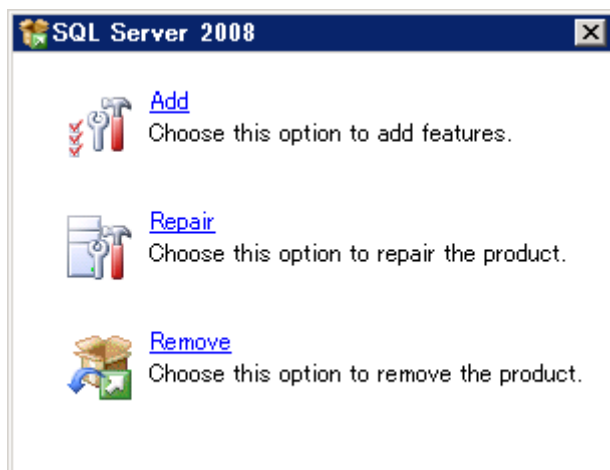 SQL Server 2008
Add
Choose this option to add features.
Repair
Choose this option to repair the product.
Remove
Choose this option to remove the product.